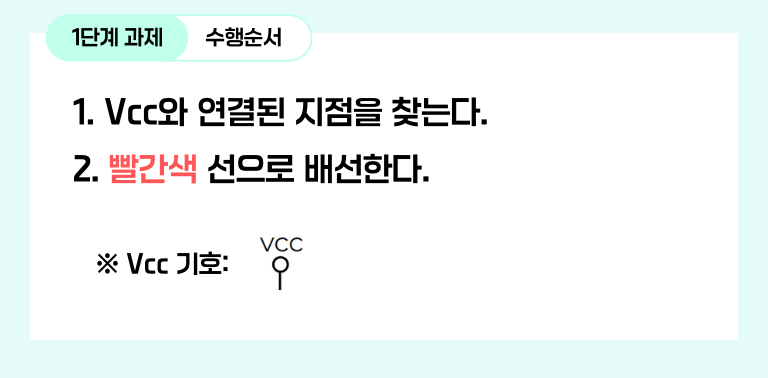 1단계 과제 수행순서
1. Vcc와 연결된 지점을 찾는다.
2. 빨간색 선으로 배선한다.
VCC
※ Vcc 기호: